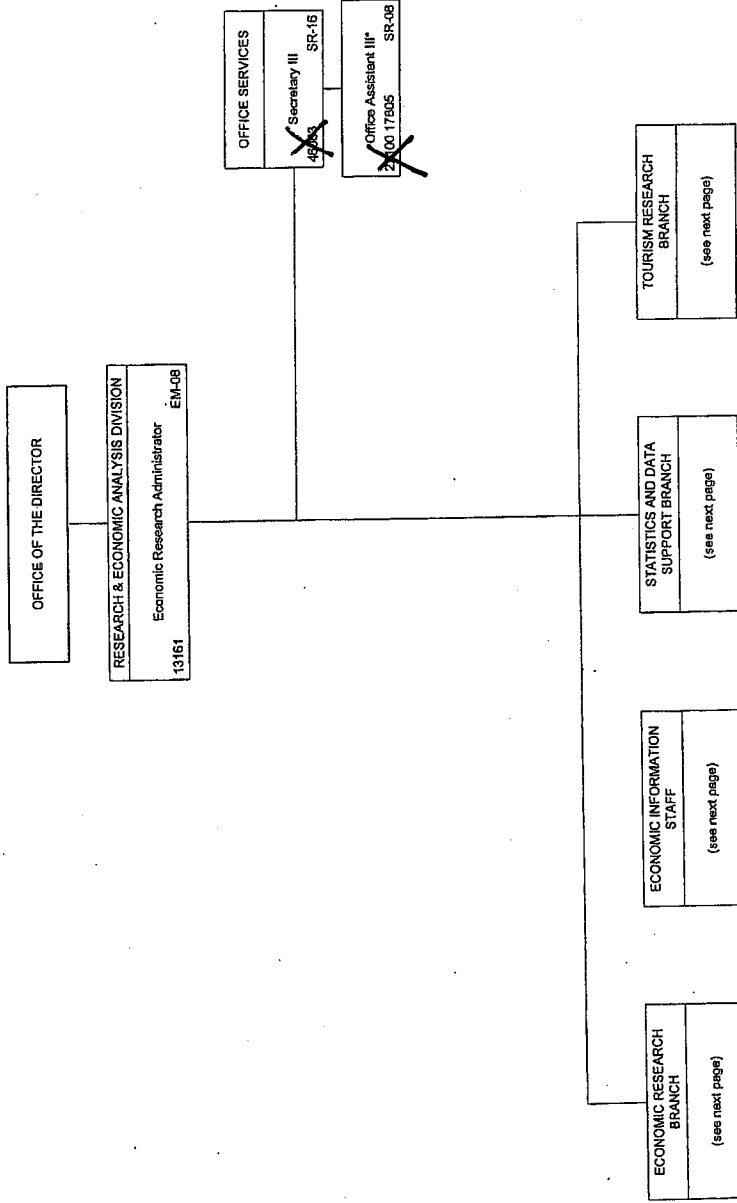 OFFICE OF THE DIRECTOR
RESEARCH & ECONOMIC ANALYSIS DIVISION
Economic Research Administrator
13161 EM-08
OFFICE SERVICES
Secretary III
SR-16
Office Assistant III*
17805 SR-08
ECONOMIC RESEARCH
BRANCH
(see next page)
ECONOMIC INFORMATION
STAFF
(see next page)
STATISTICS AND DATA
SUPPORT BRANCH
(see next page)
TOURISM RESEARCH
BRANCH
(see next page)